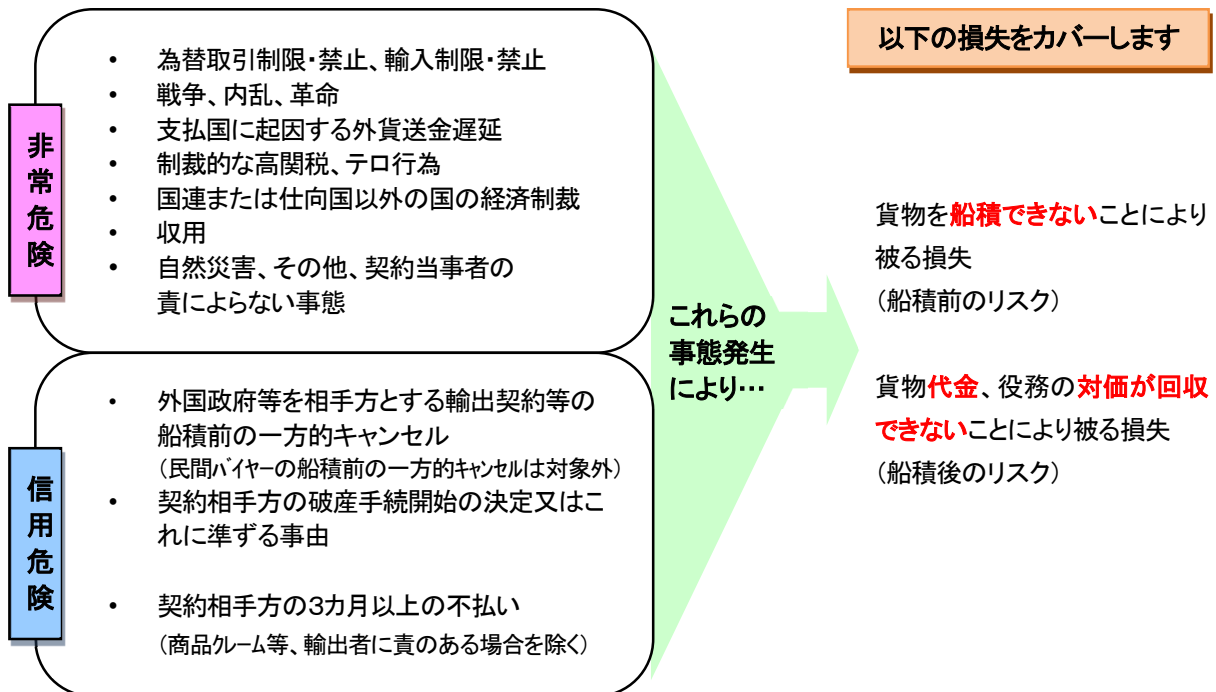 非常危険
• 為替取引制限・禁止、輸入制限・禁止
• 戦争、内乱、革命
• 支払国に起因する外貨送金遅延
• 制裁的な高関税、テロ行為
• 国連または仕向国以外の国の経済制裁
• 収用
• 自然災害、その他、契約当事者の
責によらない事態
信用危険
• 外国政府等を相手方とする輸出契約等の
船積前の一方的キャンセル
（民間ﾊﾞｲﾔｰの船積前の一方的ｷｬﾝｾﾙは対象外）
• 契約相手方の破産手続開始の決定又はこ
れに準ずる事由
• 契約相手方の３カ月以上の不払い
（商品ｸﾚｰﾑ等、輸出者に責のある場合を除く）
これらの
事態発生
により…
以下の損失をカバーします
貨物を船積できないことにより
被る損失
（船積前のリスク）
貨物代金、役務の対価が回収
できないことにより被る損失
（船積後のリスク）